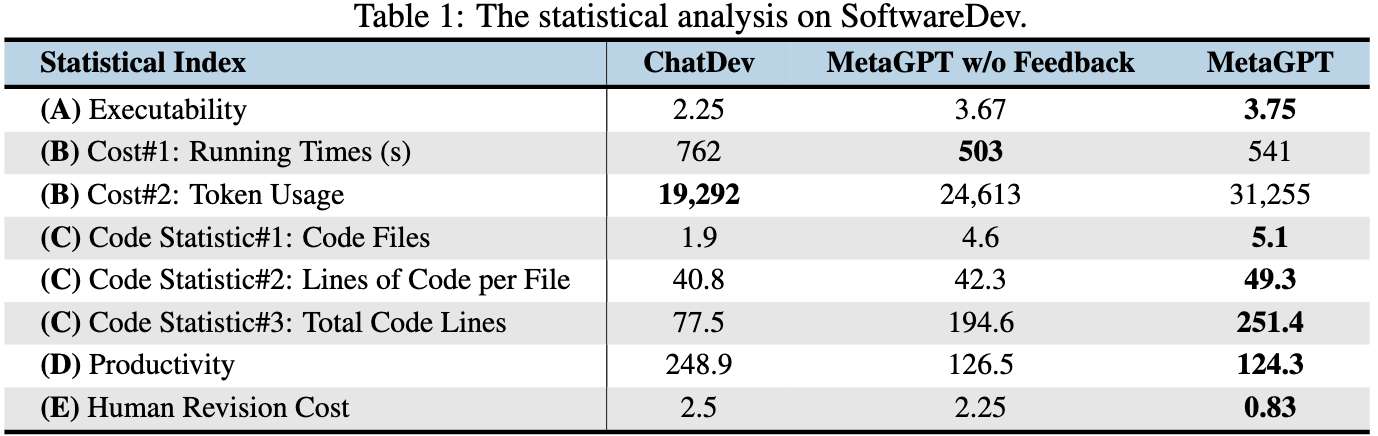 Table 1: The statistical analysis on SoftwareDev.
Statistical Index ChatDev MetaGPT w/o Feedback MetaGPT
(A) Executability 2.25 3.67 3.75
(B) Cost#1: Running Times (s) 762 503 541
(B) Cost#2: Token Usage 19,292 24,613 31,255
(C) Code Statistic#1: Code Files 1.9 4.6 5.1
(C) Code Statistic#2: Lines of Code per File 40.8 42.3 49.3
(C) Code Statistic#3: Total Code Lines 77.5 194.6 251.4
(D) Productivity 248.9 126.5 124.3
(E) Human Revision Cost 2.5 2.25 0.83